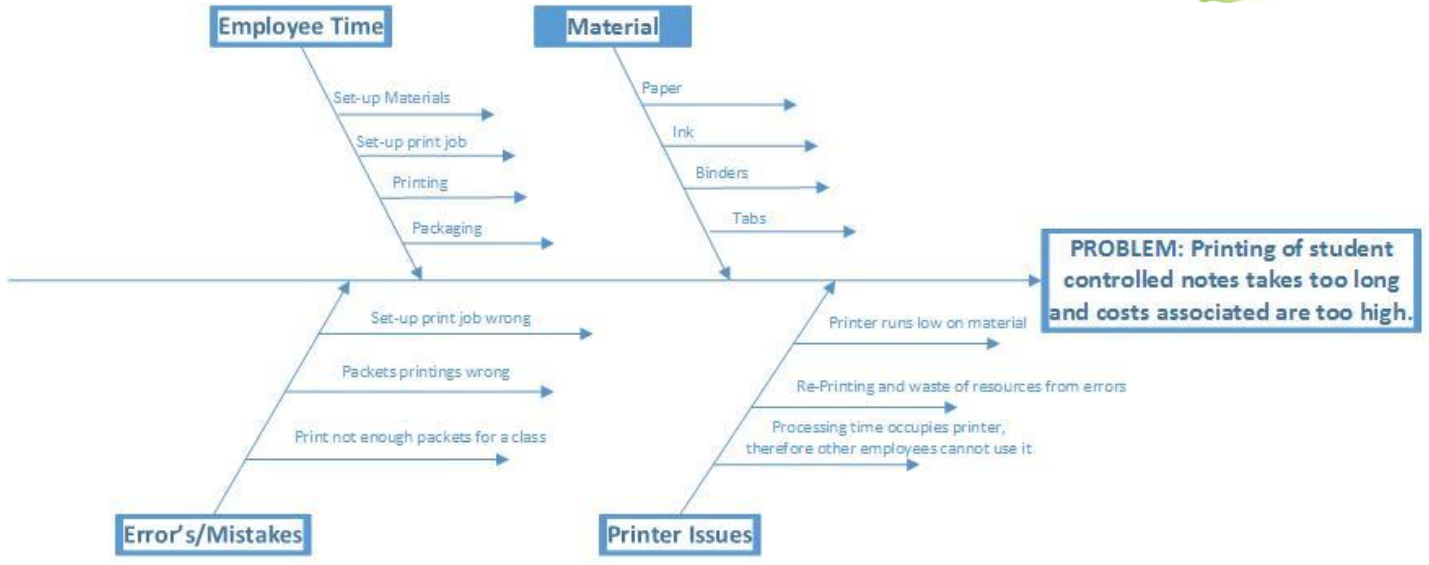 Employee Time
Material
Set-up Materials
Set-up print job
Printing
Packaging
Paper
Ink
Binders
Tabs
PROBLEM: Printing of student
controlled notes takes too long
and costs associated are too high.
Set-up print job wrong
Packets printings wrong
Print not enough packets for a class
Printer runs low on material
Re-Printing and waste of resources from errors
Processing time occupies printer,
therefore other employees cannot use it
Error's/Mistakes
Printer Issues